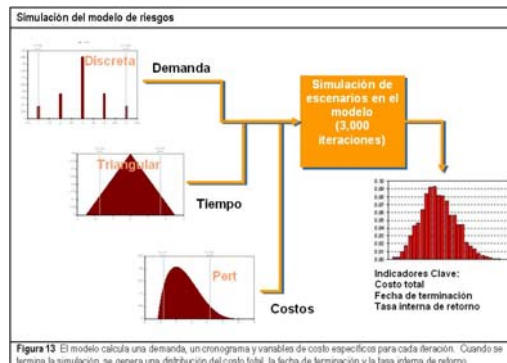 Simulación del modelo de riesgos
Discreta
Demanda
Triangular
Tiempo
Pert
Costos
Simulación de
escenarios en el
modelo
(3,000
iteraciones)
Indicadores Clave:
Costo total
Fecha de terminación
Tasa interna de retorno
Figura 13 El modelo calcula una demanda, un cronograma y variables de costo específicos para cada iteración. Cuando se
termina la simulación, se genera una distribución del costo total, la fecha de terminación y la tasa interna de retorno.